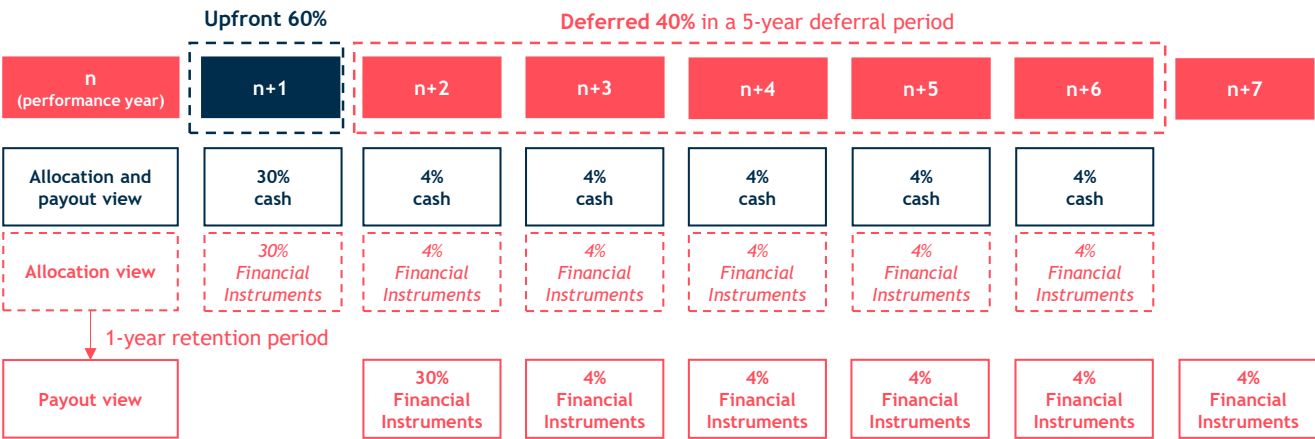 Upfront 60%
Deferred 40% in a 5-year deferral period
n
(performance year)
n+1
n+2
n+3
n+4
n+5
n+6
n+7
Allocation and
payout view
30%
cash
4%
cash
4%
cash
4%
cash
4%
cash
4%
cash
Allocation view
30%
Financial
Instruments
4%
Financial
Instruments
4%
Financial
Instruments
4%
Financial
Instruments
4%
Financial
Instruments
4%
Financial
Instruments
1-year retention period
Payout view
30%
Financial
Instruments
4%
Financial
Instruments
4%
Financial
Instruments
4%
Financial
Instruments
4%
Financial
Instruments
4%
Financial
Instruments